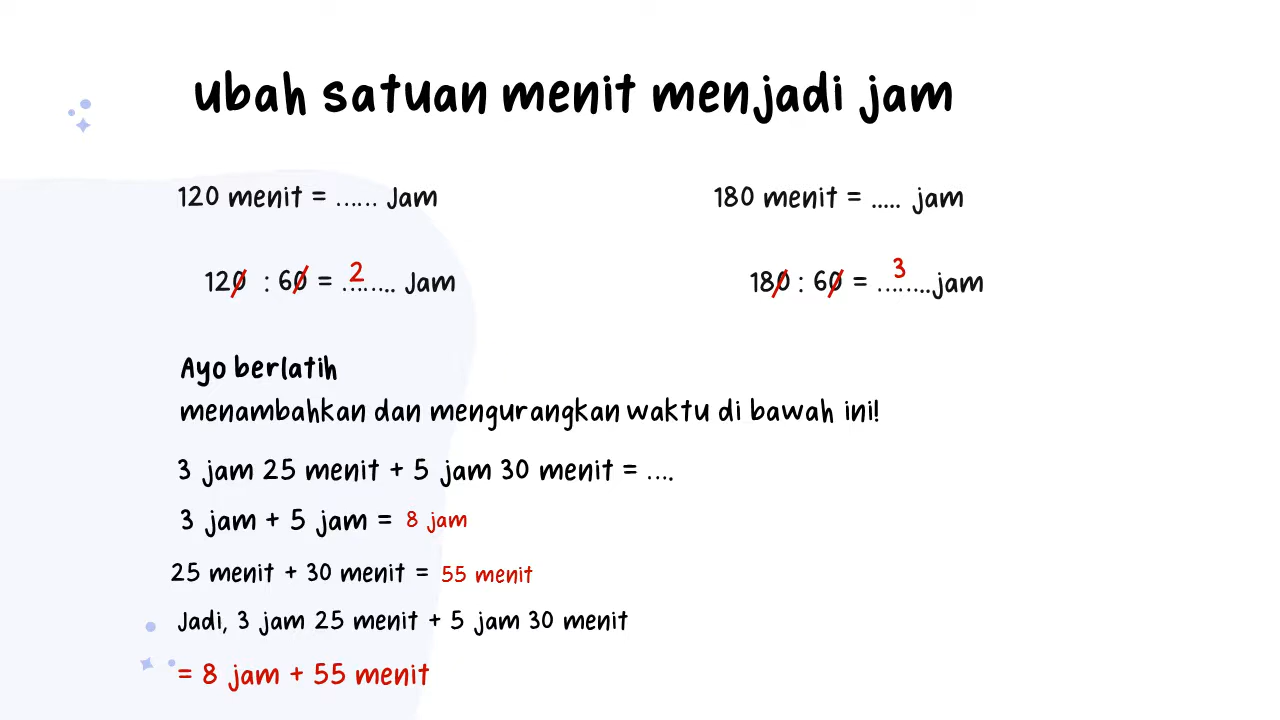 ubah satuan menit menjadi jam
120 menit = ...... Jam
180 menit = ..... jam
120 : 60 = ...2..... Jam
180 : 60 = ...3.....jam
Ayo berlatih
menambahkan dan mengurangkan waktu di bawah ini!
3 jam 25 menit + 5 jam 30 menit = ....
3 jam + 5 jam = 8 jam
25 menit + 30 menit = 55 menit
Jadi, 3 jam 25 menit + 5 jam 30 menit
= 8 jam + 55 menit